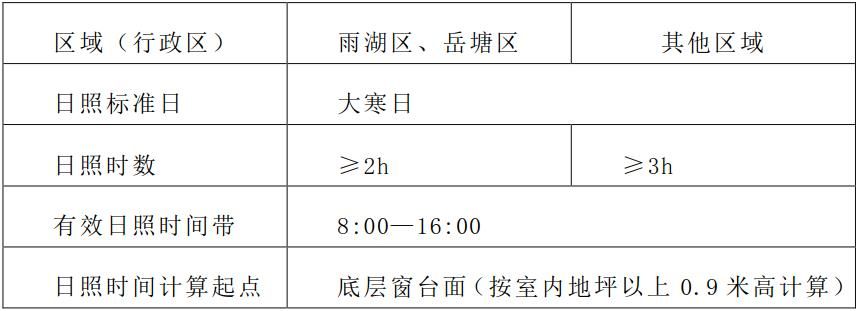 区域（行政区） 雨湖区、岳塘区 其他区域
日照标准日 大寒日
日照时数 ≥2h ≥3h
有效日照时间带 8:00—16:00
日照时间计算起点 底层窗台面（按室内地坪以上 0.9 米高计算）